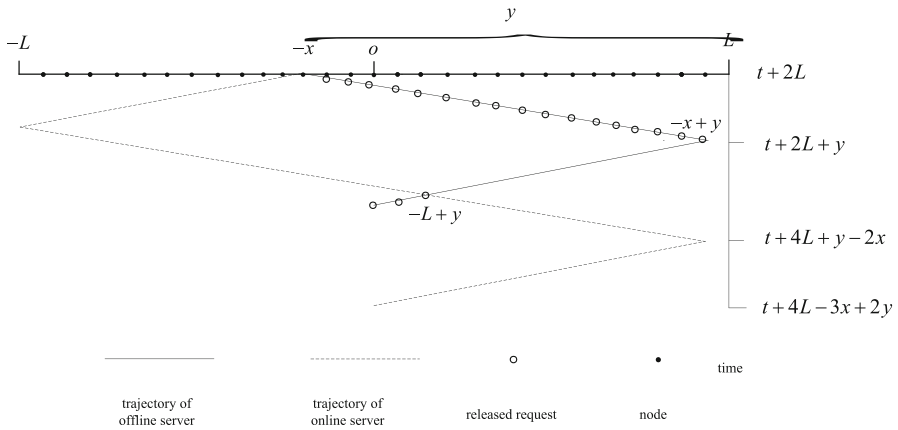 y
−L
−x
o
L
t+2L
−x+y
t+2L+y
−L+y
t+4L+y−2x
t+4L−3x+2y
time
trajectory of
offline server
trajectory of
online server
released request
node